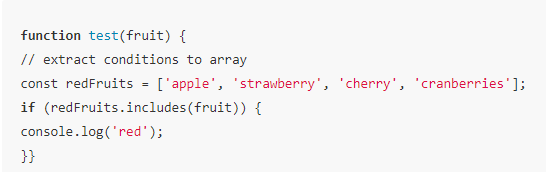 function test(fruit) {
// extract conditions to array
const redFruits = ['apple', 'strawberry', 'cherry', 'cranberries'];
if (redFruits.includes(fruit)) {
console.log('red');
}}